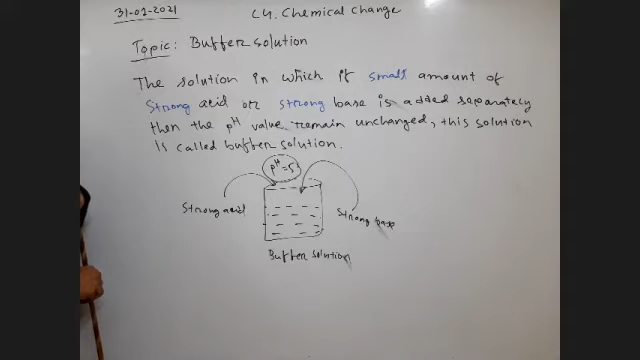 31-01-2021
C4. Chemical Change
Topic: Buffer solution
The solution in which if small amount of
strong acid or strong base is added separately
then the pH value remain unchanged, this solution
is called buffer solution.
pH=5
Strong acid
Strong base
Buffer solution